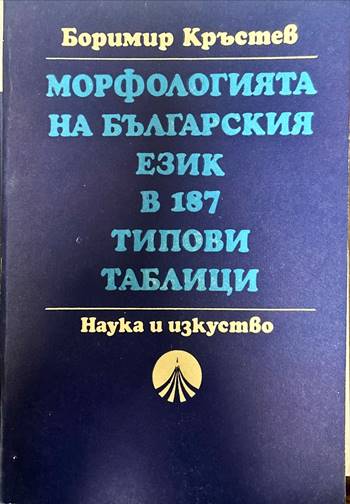 Боримир Кръстев
МОРФОЛОГИЯТА
НА БЪЛГАРСКИЯ
ЕЗИК
В 187
ТИПОВИ
ТАБЛИЦИ
Наука и изкуство